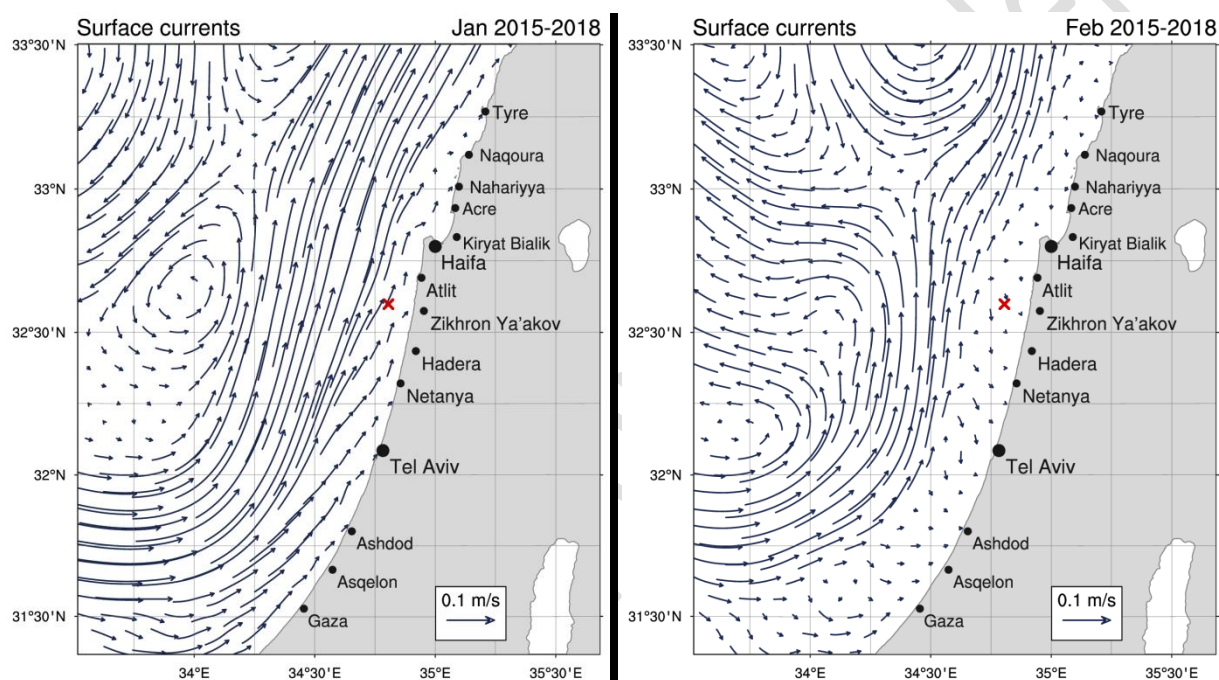 Surface currents Jan 2015-2018
33°30'N
Tyre
Naqoura
33°N
Nahariyya
Acre
Kiryat Bialik
Haifa
Atlit
Zikhron Ya'akov
32°30'N
Hadera
Netanya
Tel Aviv
32°N
Ashdod
Asqelon
0.1 m/s
31°30'N
Gaza
34°E 34°30'E 35°E 35°30'E
Surface currents Feb 2015-2018
33°30'N
Tyre
Naqoura
33°N
Nahariyya
Acre
Kiryat Bialik
Haifa
Atlit
Zikhron Ya'akov
32°30'N
Hadera
Netanya
Tel Aviv
32°N
Ashdod
Asqelon
0.1 m/s
31°30'N
Gaza
34°E 34°30'E 35°E 35°30'E